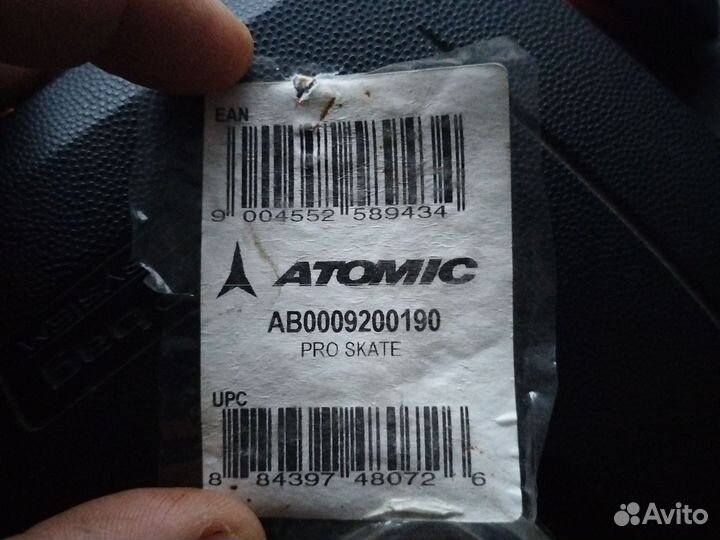 EAN
9 004552 589434
ATOMIC
AB0009200190
PRO SKATE
UPC
8 84397 48072 6
Avito